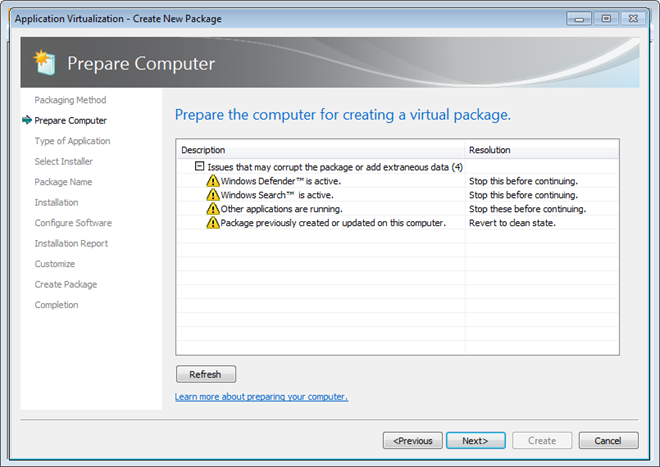 Application Virtualization - Create New Package
Prepare Computer
Packaging Method
Prepare Computer
Type of Application
Select Installer
Package Name
Installation
Configure Software
Installation Report
Customize
Create Package
Completion
Prepare the computer for creating a virtual package.
Description Resolution
Issues that may corrupt the package or add extraneous data (4)
Windows Defender™ is active. Stop this before continuing.
Windows Search™ is active. Stop this before continuing.
Other applications are running. Stop these before continuing.
Package previously created or updated on this computer. Revert to clean state.
Refresh
Learn more about preparing your computer.
<Previous Next> Create Cancel